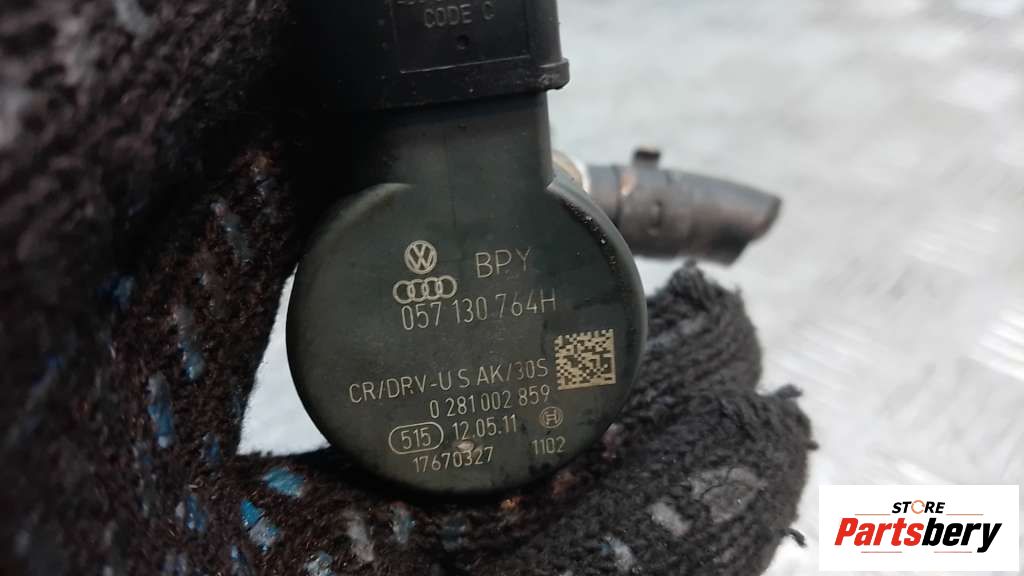 CODE C
BPY
057 130 764H
CR/DRV-U S AK/30S
0 281 002 859
515 12.05.11
17670327 1102
STORE
Partsbery